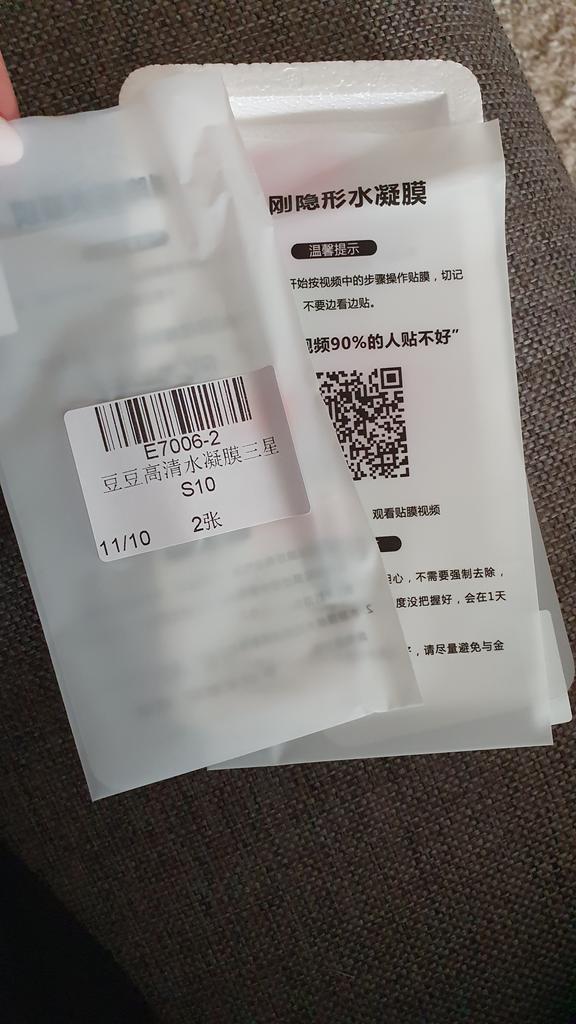 刚隐形水凝膜
温馨提示
开始按视频中的步骤操作贴膜，切记
不要边看边贴。
视频90%的人贴不好”
观看贴膜视频
心，不需要强制去除，
度没把握好，会在1天
，请尽量避免与金
E7006-2
豆豆高清水凝膜三星
S10
11/10 2张